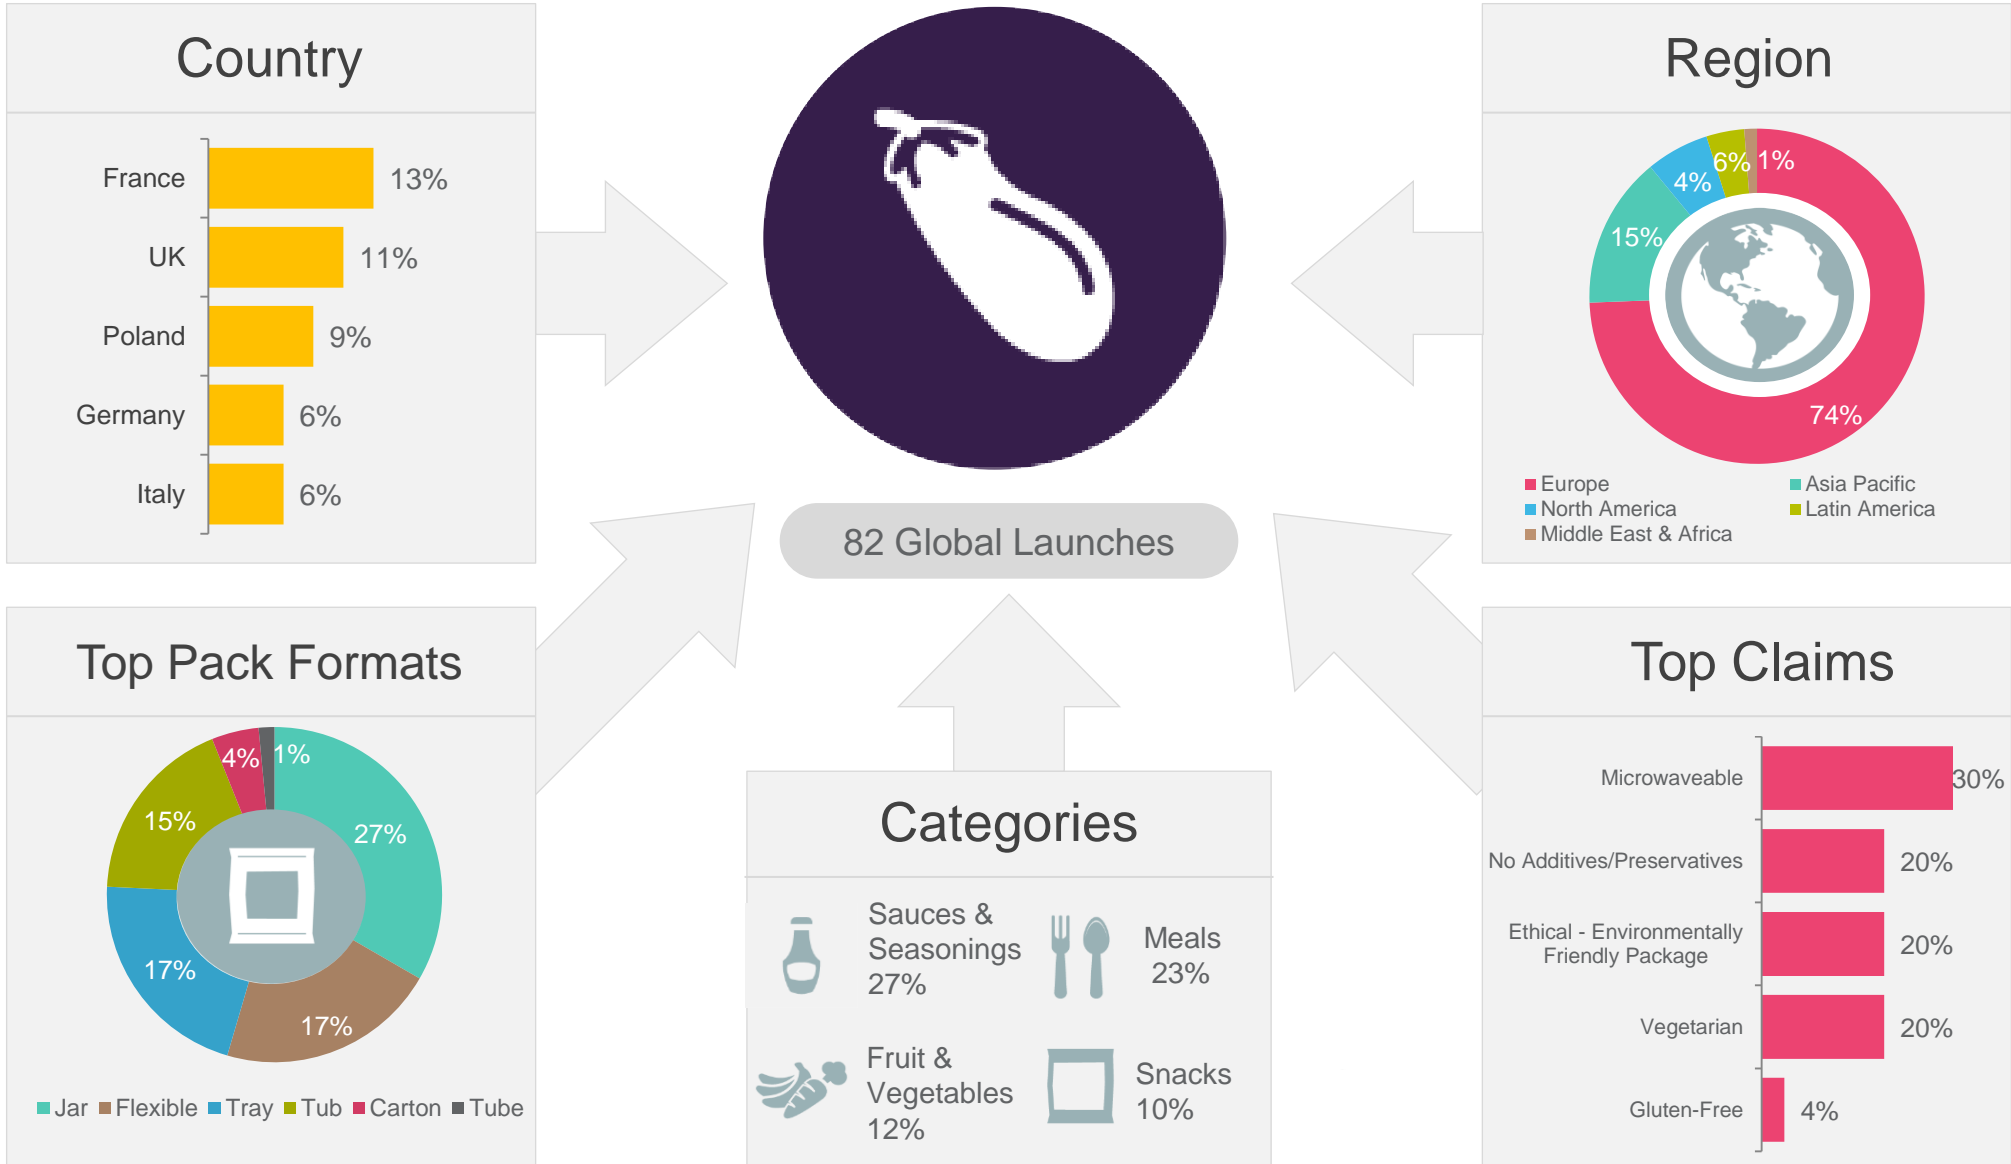 Country
France
13%
UK
11%
Poland
9%
Germany
6%
Italy
6%
82 Global Launches
Region
1%
6%
4%
15%
74%
Europe
Asia Pacific
North America
Latin America
Middle East & Africa
Top Pack Formats
1%
4%
15%
27%
17%
17%
Jar
Flexible
Tray
Tub
Carton
Tube
Categories
Sauces &
Seasonings
27%
Meals
23%
Fruit &
Vegetables
12%
Snacks
10%
Top Claims
Microwaveable
30%
No Additives/Preservatives
20%
Ethical - Environmentally
Friendly Package
20%
Vegetarian
20%
Gluten-Free
4%